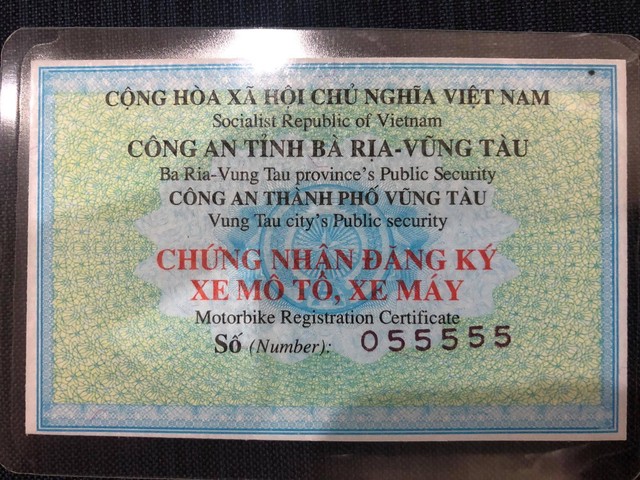 CỘNG HÒA XÃ HỘI CHỦ NGHĨA VIỆT NAM
Socialist Republic of Vietnam
CÔNG AN TỈNH BÀ RỊA-VŨNG TÀU
Ba Ria-Vung Tau province's Public Security
CÔNG AN THÀNH PHỐ VŨNG TÀU
Vung Tau city's Public security
CHỨNG NHẬN ĐĂNG KÝ
XE MÔ TÔ, XE MÁY
Motorbike Registration Certificate
Số (Number): 055555